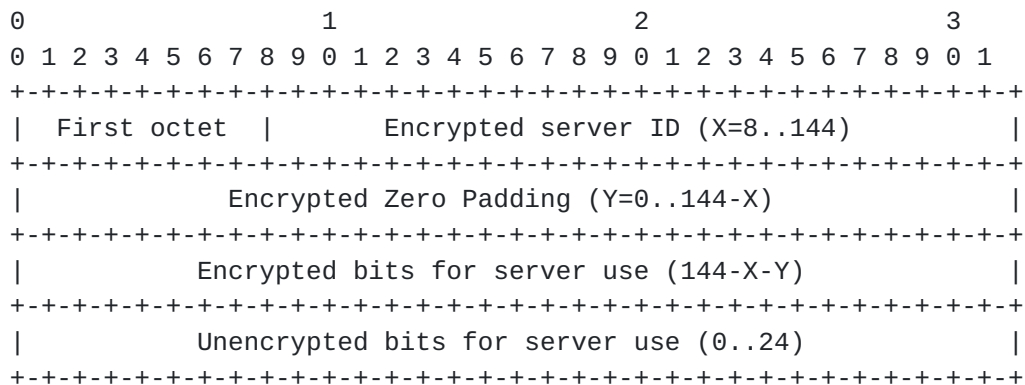 0                   1                   2                   3
0 1 2 3 4 5 6 7 8 9 0 1 2 3 4 5 6 7 8 9 0 1 2 3 4 5 6 7 8 9 0 1
+-+-+-+-+-+-+-+-+-+-+-+-+-+-+-+-+-+-+-+-+-+-+-+-+-+-+-+-+-+-+-+-+
|  First octet  |       Encrypted server ID (X=8..144)          |
+-+-+-+-+-+-+-+-+-+-+-+-+-+-+-+-+-+-+-+-+-+-+-+-+-+-+-+-+-+-+-+-+
|             Encrypted Zero Padding (Y=0..144-X)               |
+-+-+-+-+-+-+-+-+-+-+-+-+-+-+-+-+-+-+-+-+-+-+-+-+-+-+-+-+-+-+-+-+
|           Encrypted bits for server use (144-X-Y)             |
+-+-+-+-+-+-+-+-+-+-+-+-+-+-+-+-+-+-+-+-+-+-+-+-+-+-+-+-+-+-+-+-+
|           Unencrypted bits for server use (0..24)             |
+-+-+-+-+-+-+-+-+-+-+-+-+-+-+-+-+-+-+-+-+-+-+-+-+-+-+-+-+-+-+-+-+